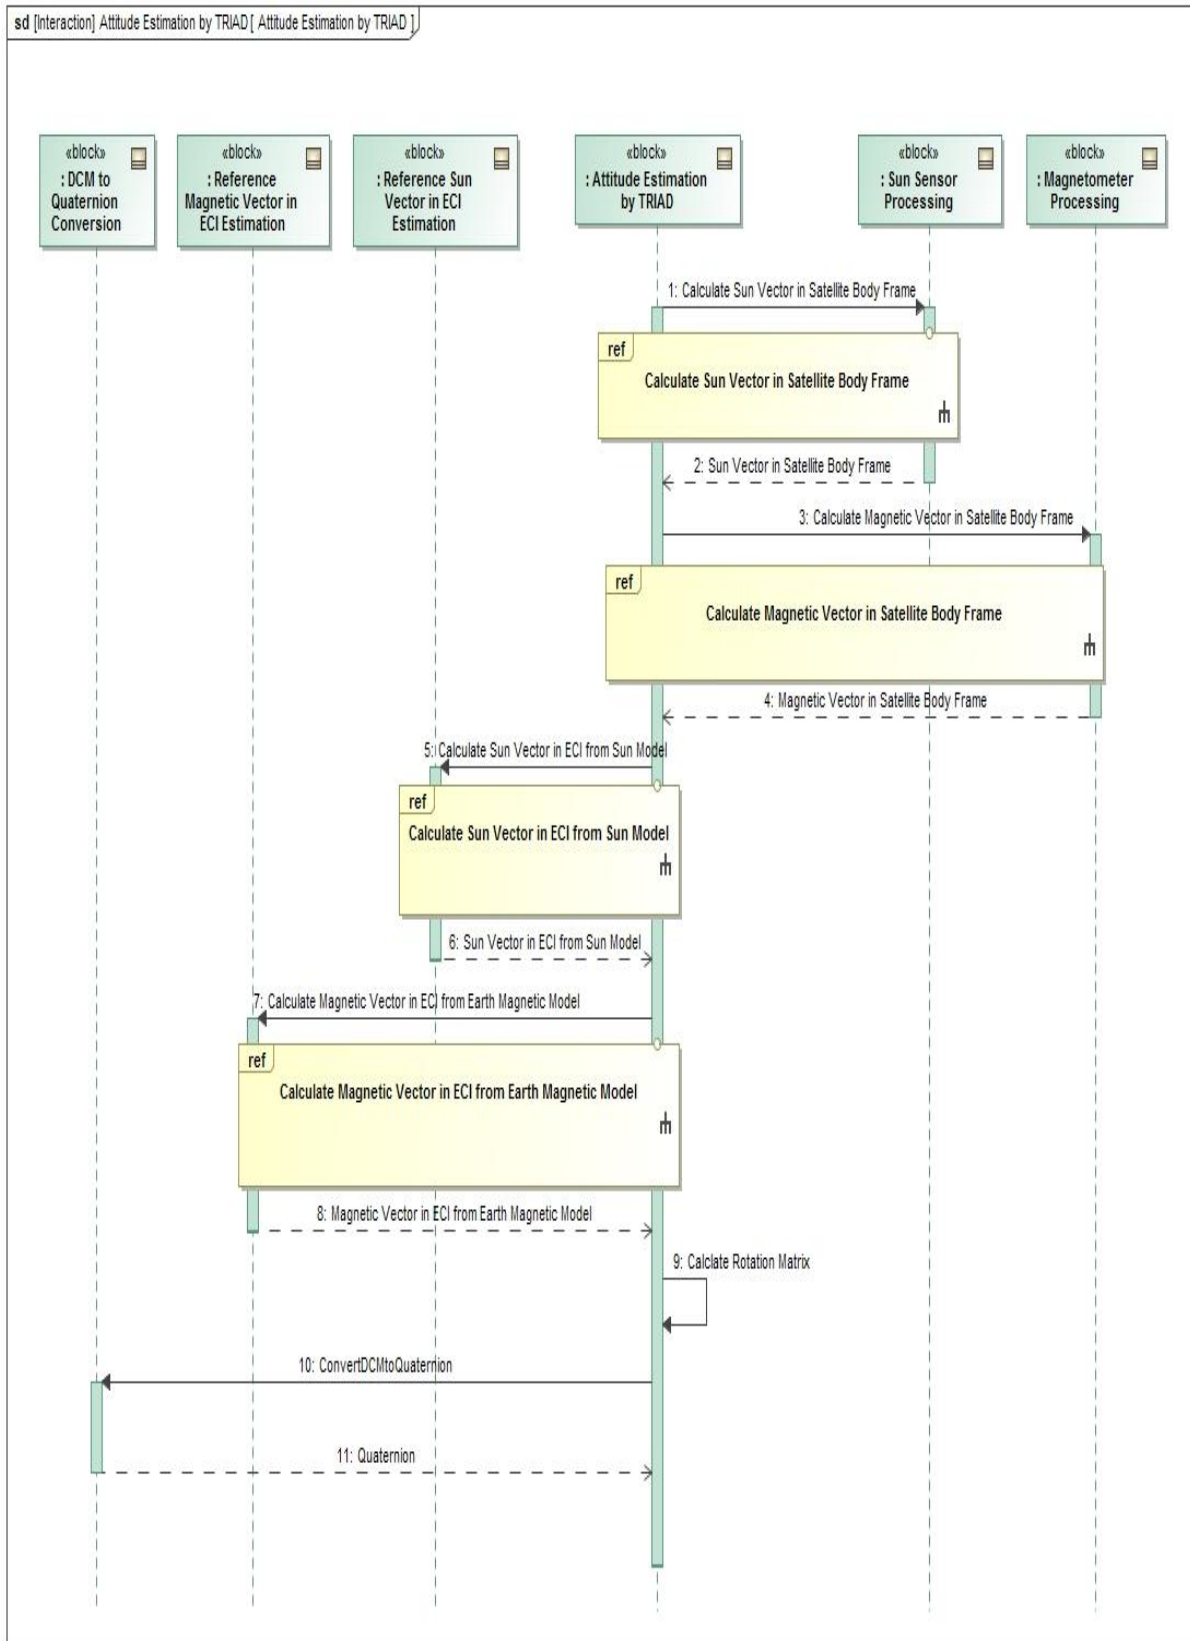 sd [Interaction] Attitude Estimation by TRIAD [ Attitude Estimation by TRIAD ]
«block»
: DCM to
Quaternion
Conversion
«block»
: Reference
Magnetic Vector in
ECI Estimation
«block»
: Reference Sun
Vector in ECI
Estimation
«block»
: Attitude Estimation
by TRIAD
«block»
: Sun Sensor
Processing
«block»
: Magnetometer
Processing
1: Calculate Sun Vector in Satellite Body Frame
ref
Calculate Sun Vector in Satellite Body Frame
2: Sun Vector in Satellite Body Frame
3: Calculate Magnetic Vector in Satellite Body Frame
ref
Calculate Magnetic Vector in Satellite Body Frame
4: Magnetic Vector in Satellite Body Frame
5: Calculate Sun Vector in ECI from Sun Model
ref
Calculate Sun Vector in ECI from Sun Model
6: Sun Vector in ECI from Sun Model
7: Calculate Magnetic Vector in ECI from Earth Magnetic Model
ref
Calculate Magnetic Vector in ECI from Earth Magnetic Model
8: Magnetic Vector in ECI from Earth Magnetic Model
9: Calclate Rotation Matrix
10: ConvertDCMtoQuaternion
11: Quaternion